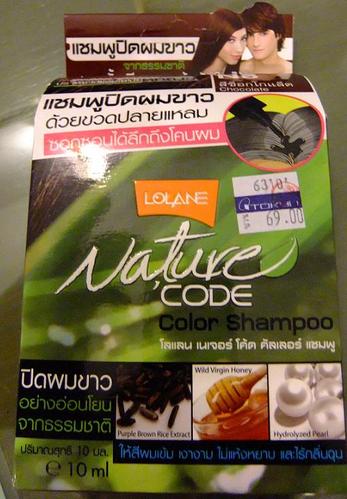 แชมพูปิดผมขาว
จากธรรมชาติ
สีช็อกโกแล็ต
Chocolate
แชมพูปิดผมขาว
ด้วยขวดปลายแหลม
ซอกซอนได้ลึกถึงโคนผม
LOLANE
69.00
Nature
CODE
Color Shampoo
โลแลน เนเจอร์ โค้ด คัลเลอร์ แชมพู
ปิดผมขาว
อย่างอ่อนโยน
จากธรรมชาติ
ปริมาณสุทธิ 10 มล.
e 10 ml
Purple Brown Rice Extract
Wild Virgin Honey
Hydrolyzed Pearl
ให้สีผมเข้ม เงางาม ไม่แห้งหยาบ และไร้กลิ่นฉุน